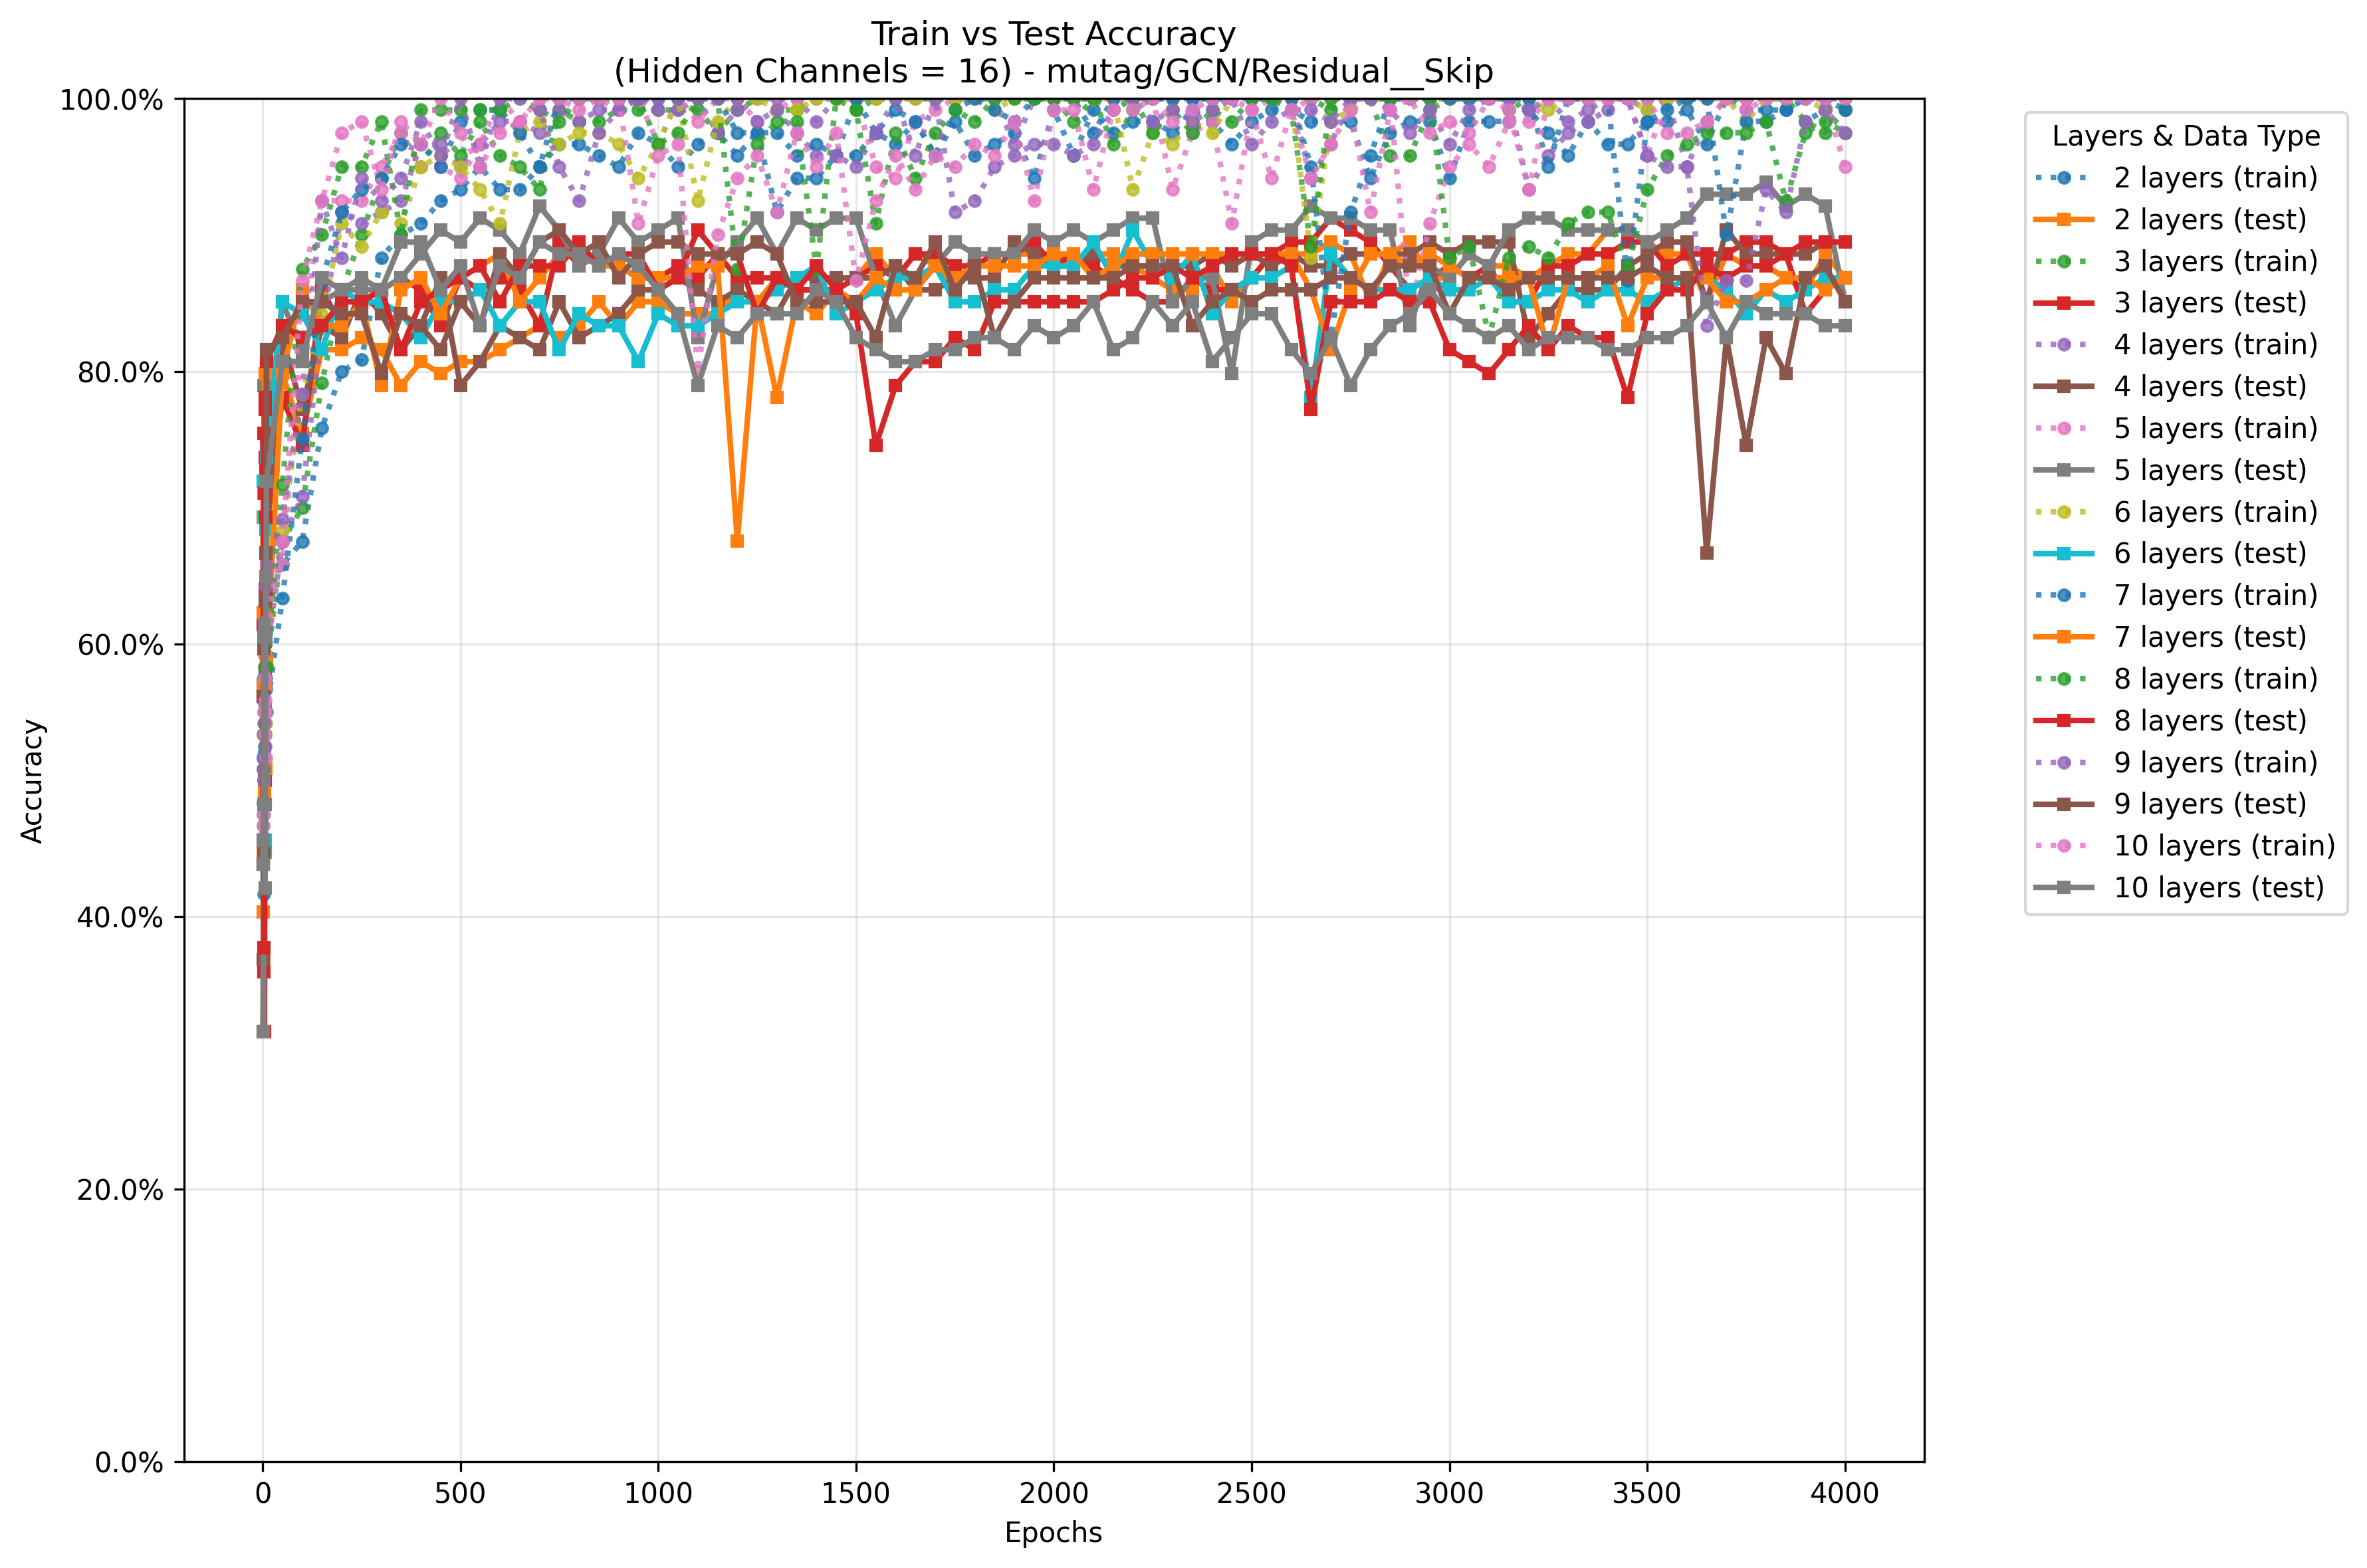 Train vs Test Accuracy
(Hidden Channels = 16) - mutag/GCN/Residual__Skip
100.0%
80.0%
60.0%
40.0%
20.0%
0.0%
Accuracy
0 500 1000 1500 2000 2500 3000 3500 4000
Epochs
Layers & Data Type
2 layers (train)
2 layers (test)
3 layers (train)
3 layers (test)
4 layers (train)
4 layers (test)
5 layers (train)
5 layers (test)
6 layers (train)
6 layers (test)
7 layers (train)
7 layers (test)
8 layers (train)
8 layers (test)
9 layers (train)
9 layers (test)
10 layers (train)
10 layers (test)